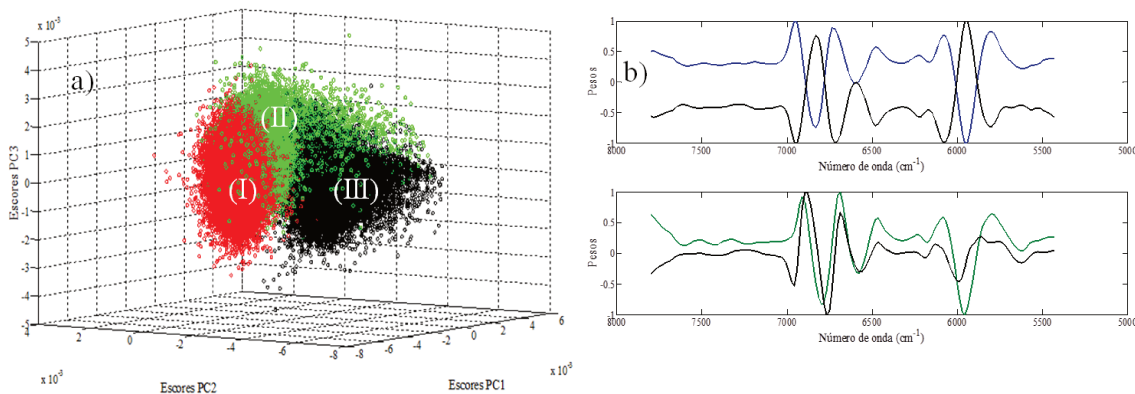 x 10⁻³
5
4
3
2
1
0
-1
-2
-3
-4
-5
Escores PC3
a)
(I)
(II)
(III)
4
2
0
-2
-4
-6
-8
x 10⁻³
Escores PC2
-8
-6
-4
-2
0
2
4
6
x 10⁻³
Escores PC1
b)
1
0.5
0
-0.5
-1
Pesos
8000 7000 6500 6000 5500 5000
Número de onda (cm⁻¹)
1
0.5
0
-0.5
-1
Pesos
8000 7000 6500 6000 5500 5000
Número de onda (cm⁻¹)